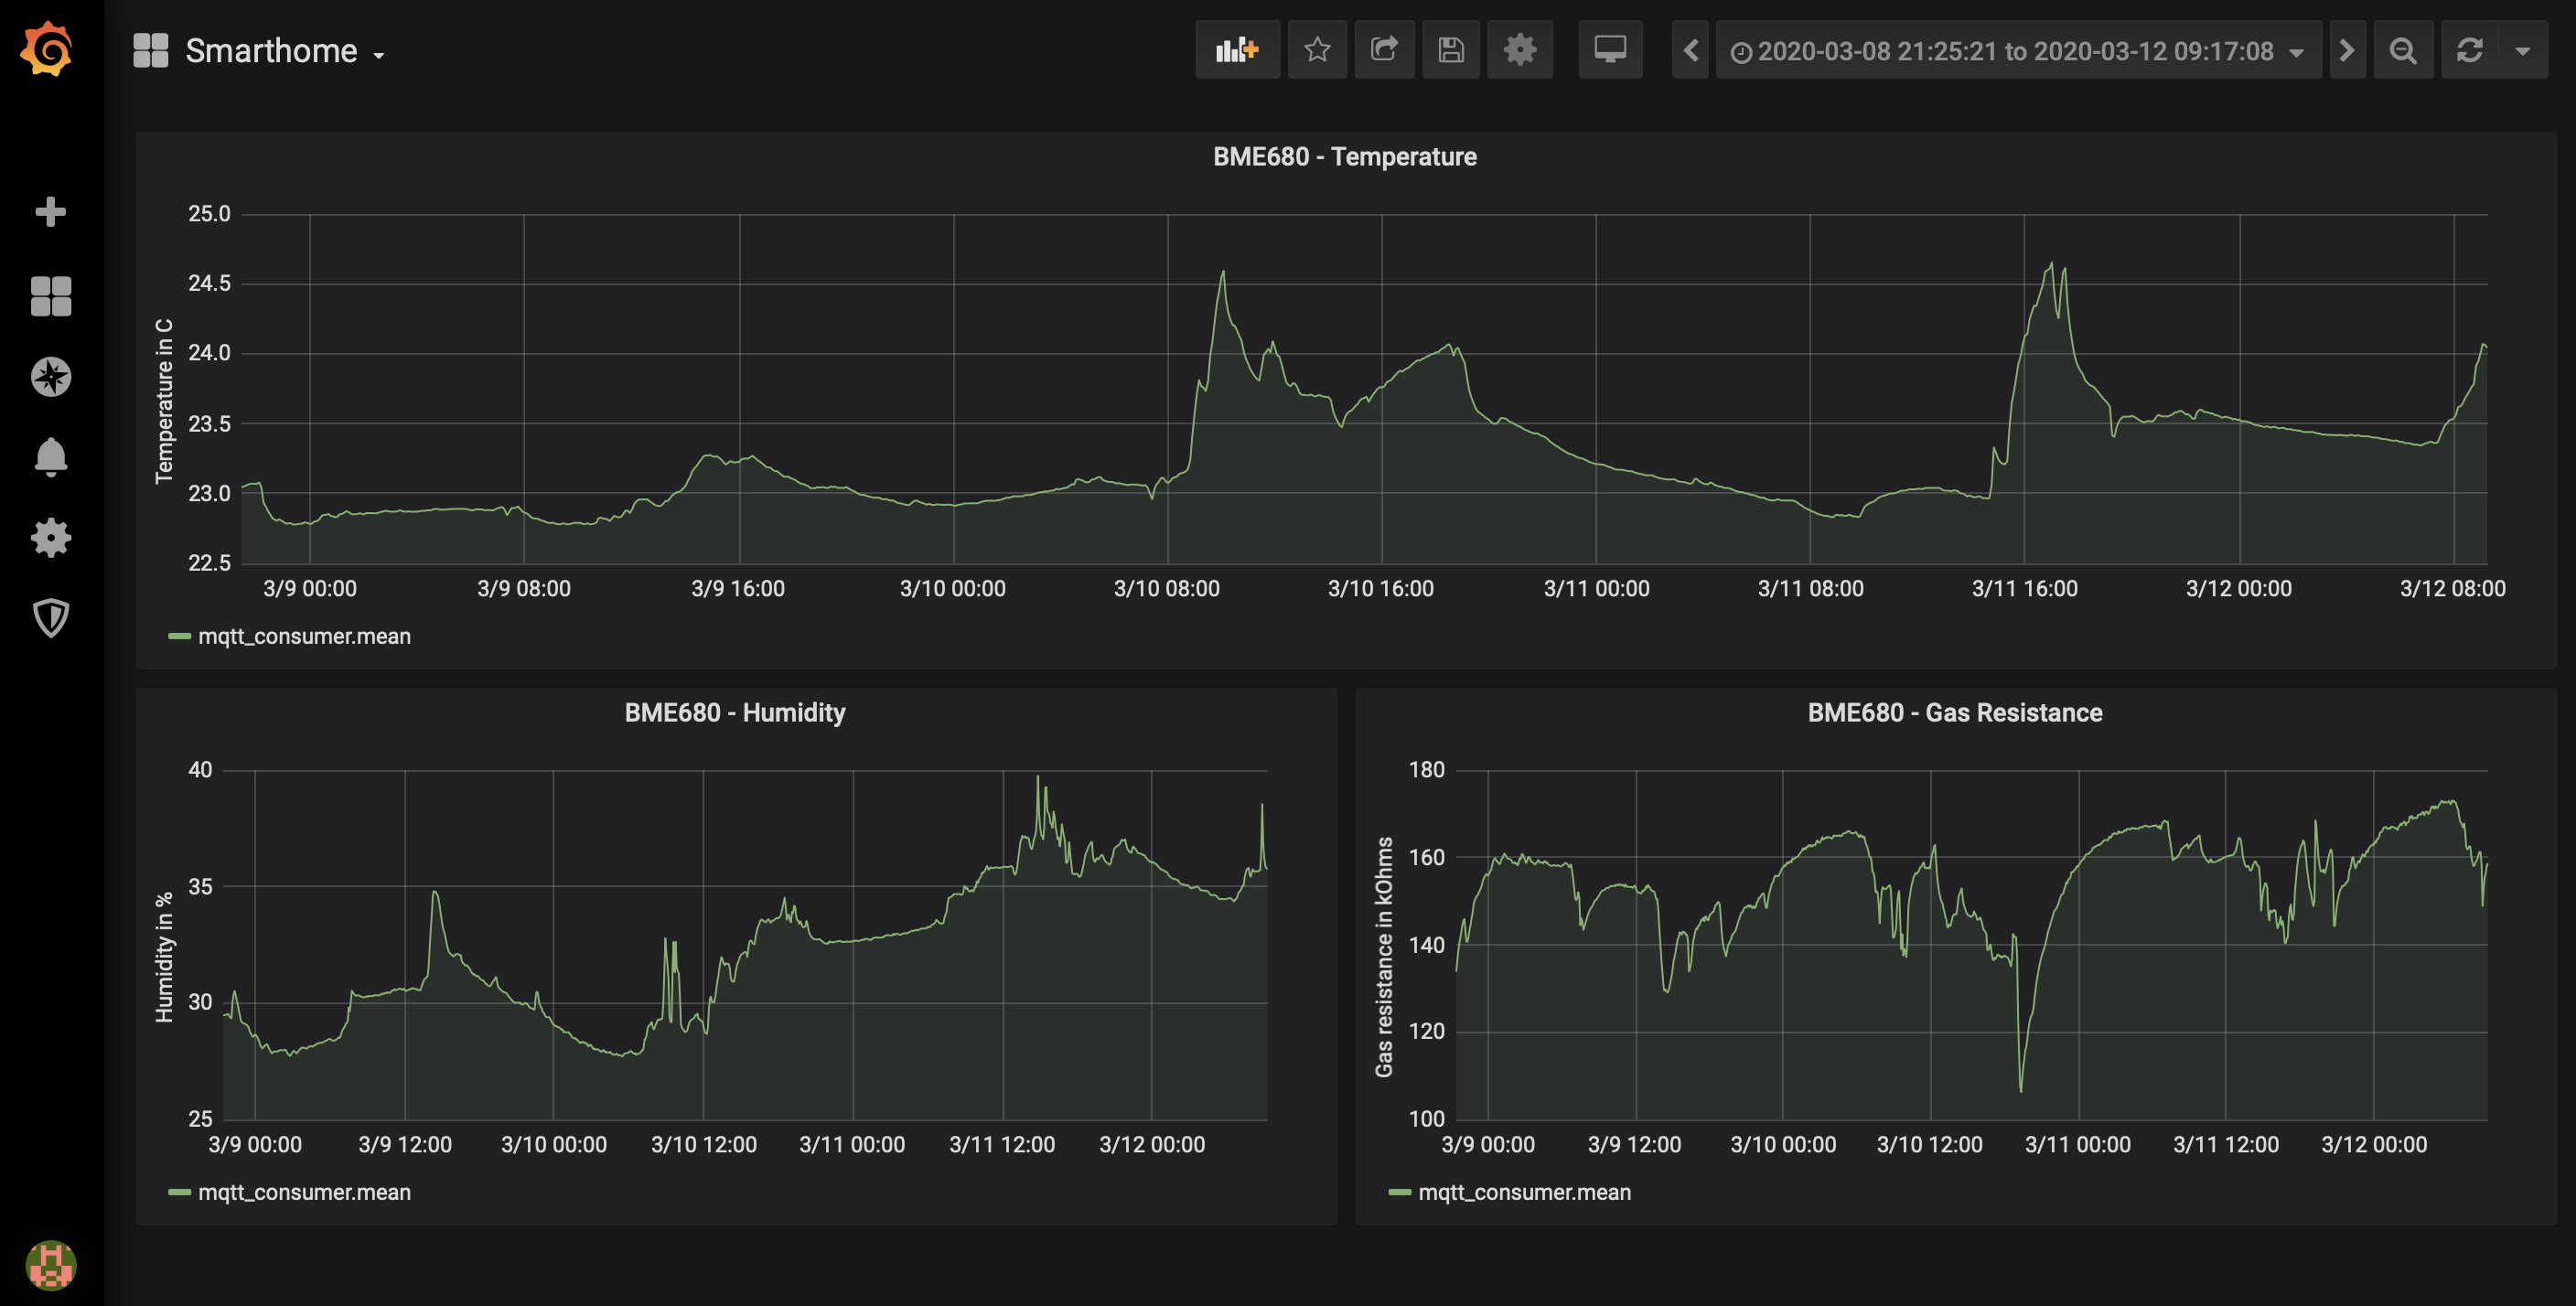 Smarthome
2020-03-08 21:25:21 to 2020-03-12 09:17:08
BME680 - Temperature
Temperature in C
25.0
24.5
24.0
23.5
23.0
22.5
3/9 00:00 3/9 08:00 3/9 16:00 3/10 00:00 3/10 08:00 3/10 16:00 3/11 00:00 3/11 08:00 3/11 16:00 3/12 00:00 3/12 08:00
mqtt_consumer.mean
BME680 - Humidity
Humidity in %
40
35
30
25
3/9 00:00 3/9 12:00 3/10 00:00 3/10 12:00 3/11 00:00 3/11 12:00 3/12 00:00
mqtt_consumer.mean
BME680 - Gas Resistance
Gas resistance in kOhms
180
160
140
120
100
3/9 00:00 3/9 12:00 3/10 00:00 3/10 12:00 3/11 00:00 3/11 12:00 3/12 00:00
mqtt_consumer.mean